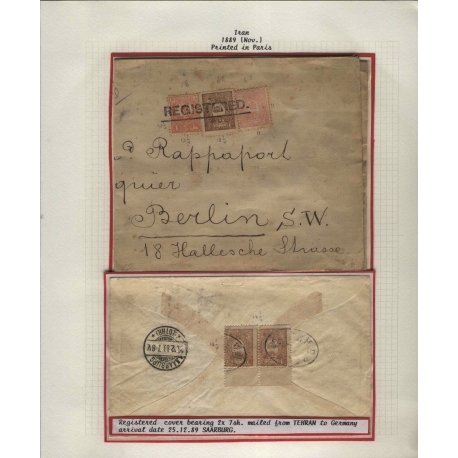 Iran
1889 (Nov.)
Printed in Paris
REGISTERED.
Rappaport
quier
Berlin S.W.
18 Hallesche Strasse
Registered cover bearing 2x 7sh. mailed from TEHRAN to Germany
arrival date 25.12.89 SAARBURG.